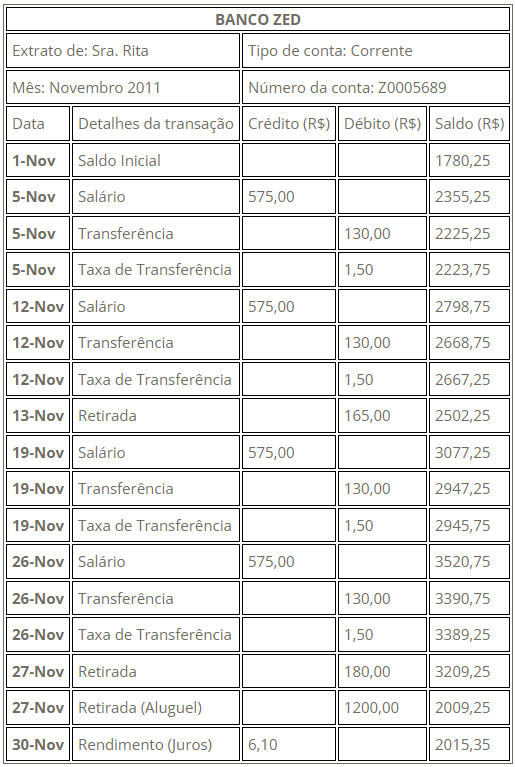 BANCO ZED
Extrato de: Sra. Rita Tipo de conta: Corrente
Mês: Novembro 2011 Número da conta: Z0005689
Data Detalhes da transação Crédito (R$) Débito (R$) Saldo (R$)
1-Nov Saldo Inicial 1780,25
5-Nov Salário 575,00 2355,25
5-Nov Transferência 130,00 2225,25
5-Nov Taxa de Transferência 1,50 2223,75
12-Nov Salário 575,00 2798,75
12-Nov Transferência 130,00 2668,75
12-Nov Taxa de Transferência 1,50 2667,25
13-Nov Retirada 165,00 2502,25
19-Nov Salário 575,00 3077,25
19-Nov Transferência 130,00 2947,25
19-Nov Taxa de Transferência 1,50 2945,75
26-Nov Salário 575,00 3520,75
26-Nov Transferência 130,00 3390,75
26-Nov Taxa de Transferência 1,50 3389,25
27-Nov Retirada 180,00 3209,25
27-Nov Retirada (Aluguel) 1200,00 2009,25
30-Nov Rendimento (Juros) 6,10 2015,35